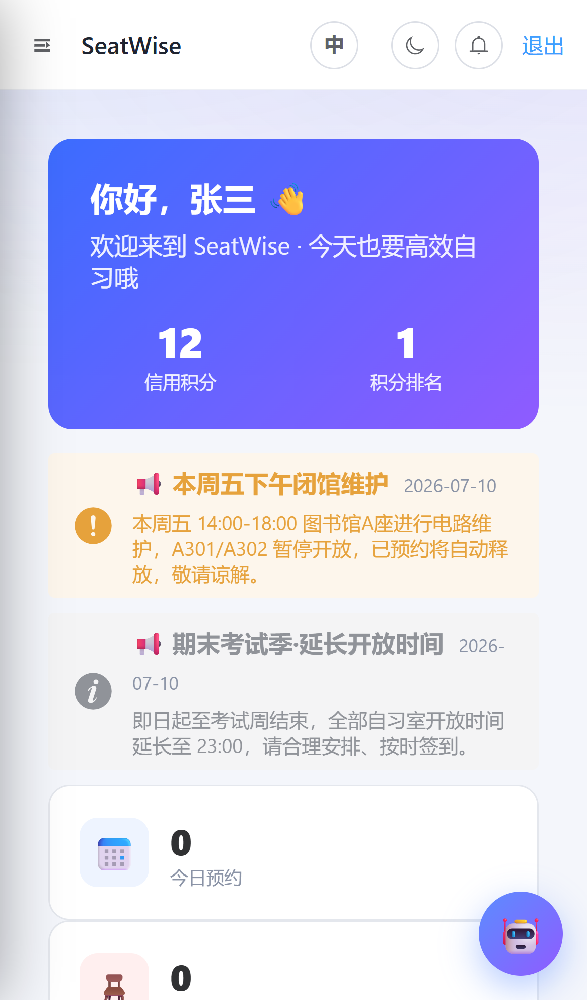 SeatWise 中 退出
你好，张三 👋
欢迎来到 SeatWise · 今天也要高效自
习哦
12 1
信用积分 积分排名
📢 本周五下午闭馆维护 2026-07-10
本周五 14:00-18:00 图书馆A座进行电路维
护，A301/A302 暂停开放，已预约将自动释
放，敬请谅解。
📢 期末考试季·延长开放时间 2026-
07-10
即日起至考试周结束，全部自习室开放时间
延长至 23:00，请合理安排、按时签到。
0
今日预约
0